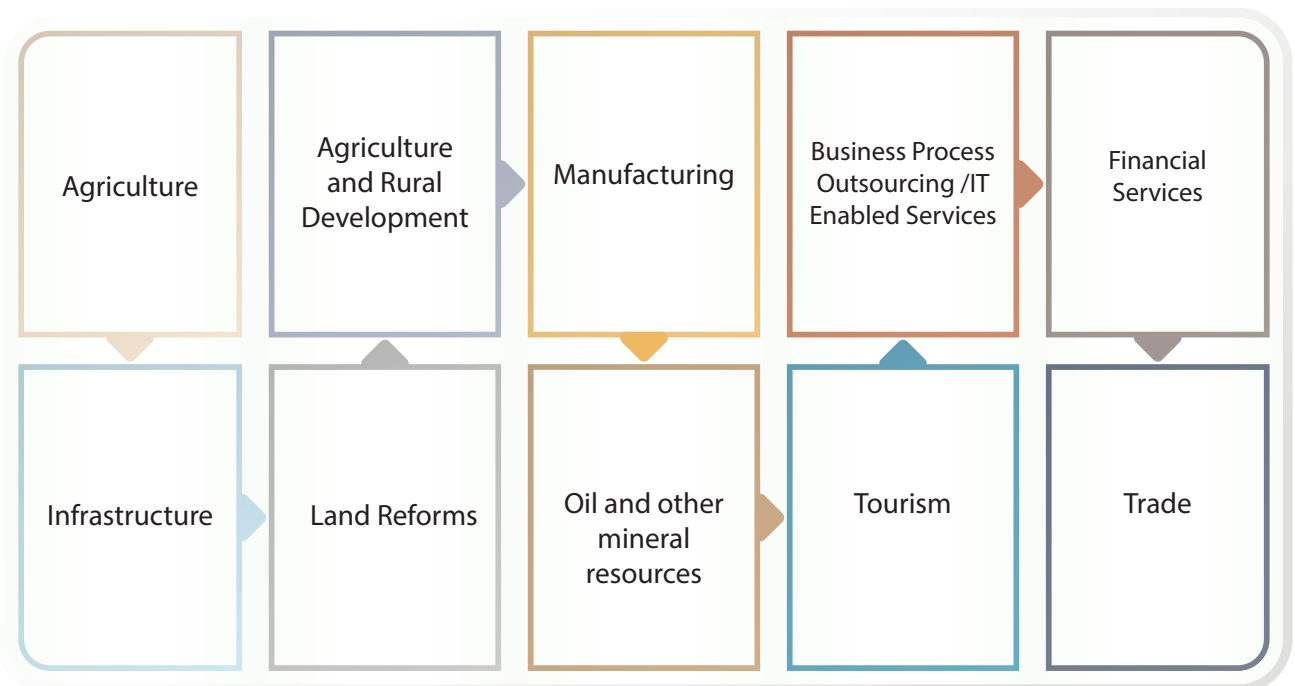 Agriculture
Agriculture
and Rural
Development
Manufacturing
Business Process
Outsourcing /IT
Enabled Services
Financial
Services
Infrastructure
Land Reforms
Oil and other
mineral
resources
Tourism
Trade